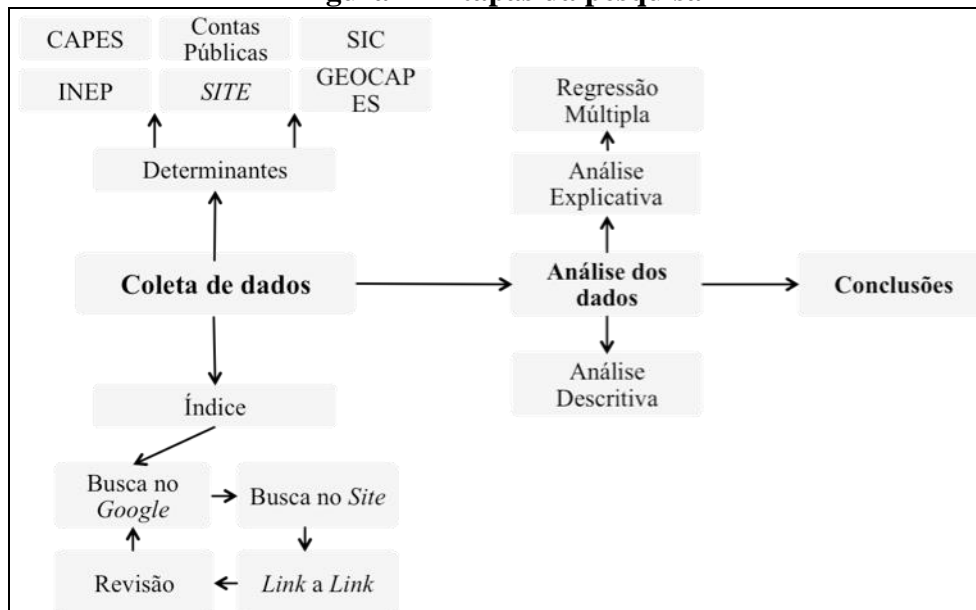 CAPES
Contas
Públicas
SIC
INEP
SITE
GEOCAP
ES
Determinantes
Regressão
Múltipla
Análise
Explicativa
Coleta de dados
Análise dos
dados
Conclusões
Análise
Descritiva
Índice
Busca no
Google
Busca no Site
Revisão
Link a Link